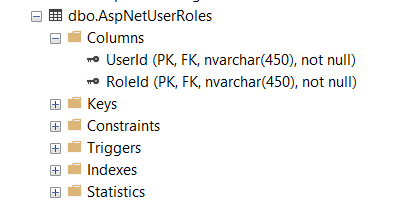 dbo.AspNetUserRoles
Columns
UserId (PK, FK, nvarchar(450), not null)
RoleId (PK, FK, nvarchar(450), not null)
Keys
Constraints
Triggers
Indexes
Statistics